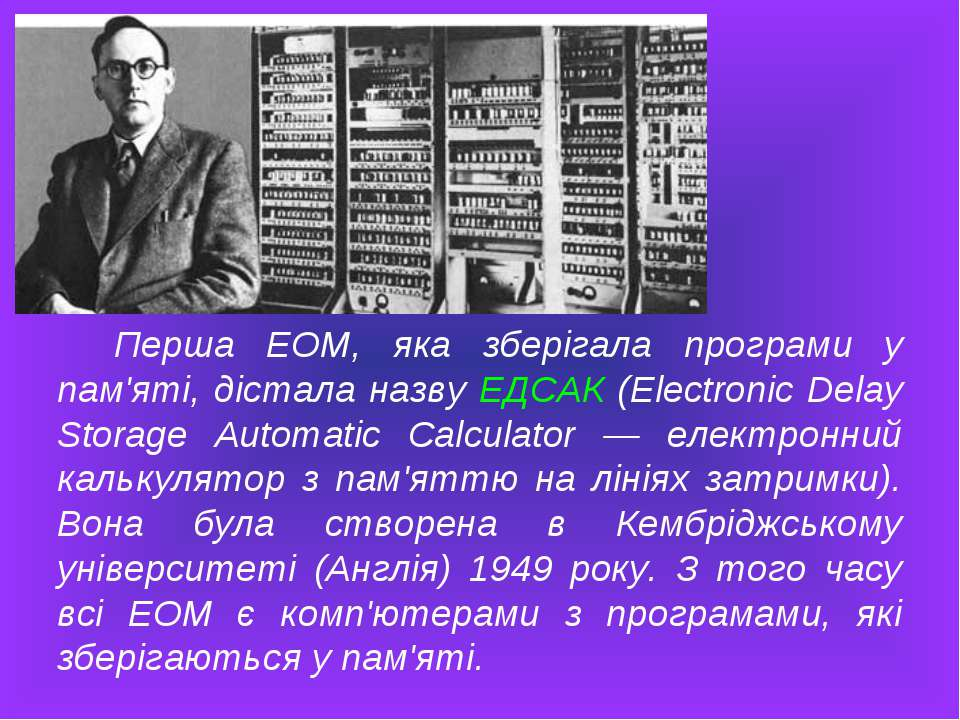 Перша ЕОМ, яка зберігала програми у
пам'яті, дістала назву ЕДСАК (Electronic Delay
Storage Automatic Calculator — електронний
калькулятор з пам'яттю на лініях затримки).
Вона була створена в Кембріджському
університеті (Англія) 1949 року. З того часу
всі ЕОМ є комп'ютерами з програмами, які
зберігаються у пам'яті.